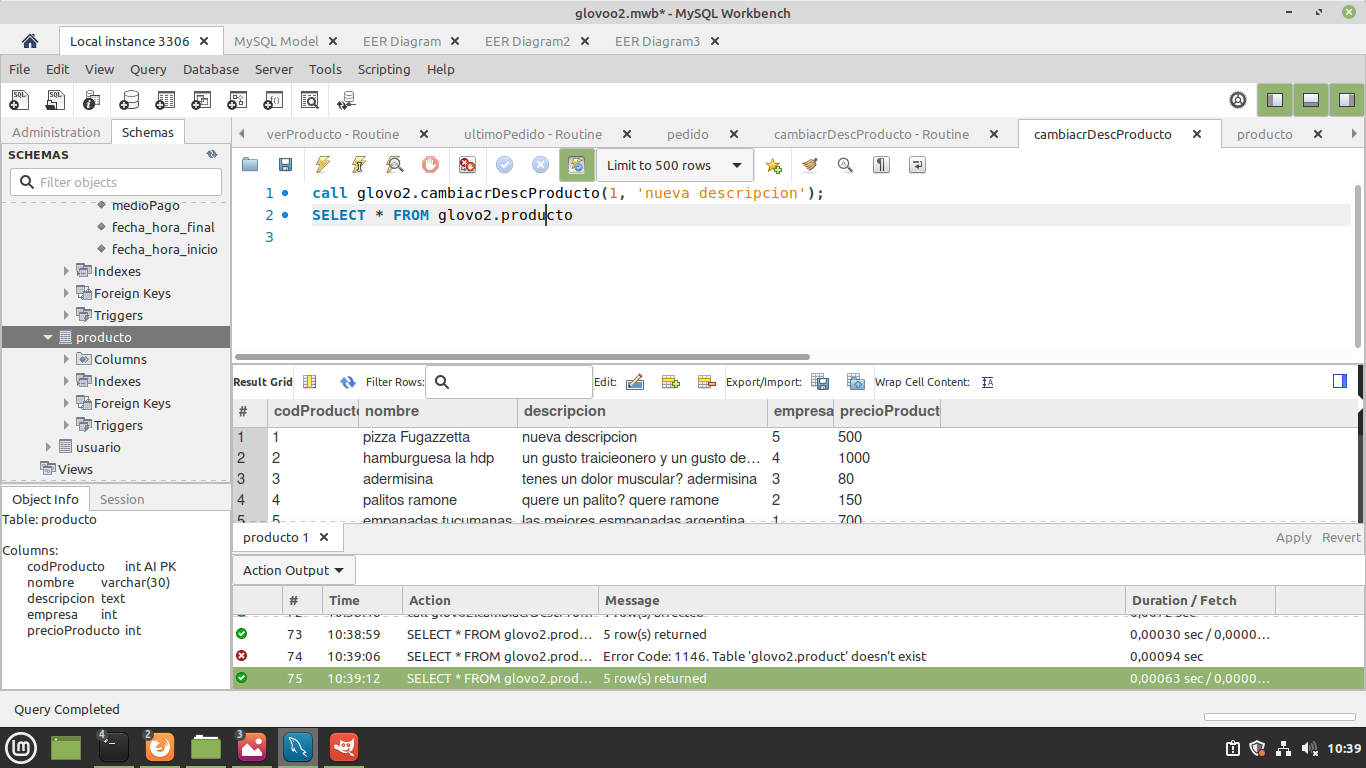 glovoo2.mwb* - MySQL Workbench
Local instance 3306 MySQL Model EER Diagram EER Diagram2 EER Diagram3
File Edit View Query Database Server Tools Scripting Help
Administration Schemas
verProducto - Routine ultimoPedido - Routine pedido cambiacrDescProducto - Routine cambiacrDescProducto producto
SCHEMAS
Filter objects
Limit to 500 rows
medioPago
fecha_hora_final
fecha_hora_inicio
Indexes
Foreign Keys
Triggers
producto
Columns
Indexes
Foreign Keys
Triggers
usuario
Views
1 call glovo2.cambiacrDescProducto(1, 'nueva descripcion');
2 SELECT * FROM glovo2.producto
3
Result Grid Filter Rows: Edit: Export/Import: Wrap Cell Content:
# codProducto nombre descripcion empresa precioProduct
1 1 pizza Fugazzetta nueva descripcion 5 500
2 2 hamburguesa la hdp un gusto traicieonero y un gusto de... 4 1000
3 3 adermisina tenes un dolor muscular? adermisina 3 80
4 4 palitos ramone quere un palito? quere ramone 2 150
5 5 empanadas tucumanas las mejores esmpanadas argentina 1 700
producto 1 Apply Revert
Object Info Session
Table: producto
Columns:
codProducto int AI PK
nombre varchar(30)
descripcion text
empresa int
precioProducto int
Action Output
# Time Action Message Duration / Fetch
73 10:38:59 SELECT * FROM glovo2.prod... 5 row(s) returned 0,00030 sec / 0,0000...
74 10:39:06 SELECT * FROM glovo2.prod... Error Code: 1146. Table 'glovo2.product' doesn't exist 0,00094 sec
75 10:39:12 SELECT * FROM glovo2.prod... 5 row(s) returned 0,00063 sec / 0,0000...
Query Completed
4 2 3 10:39